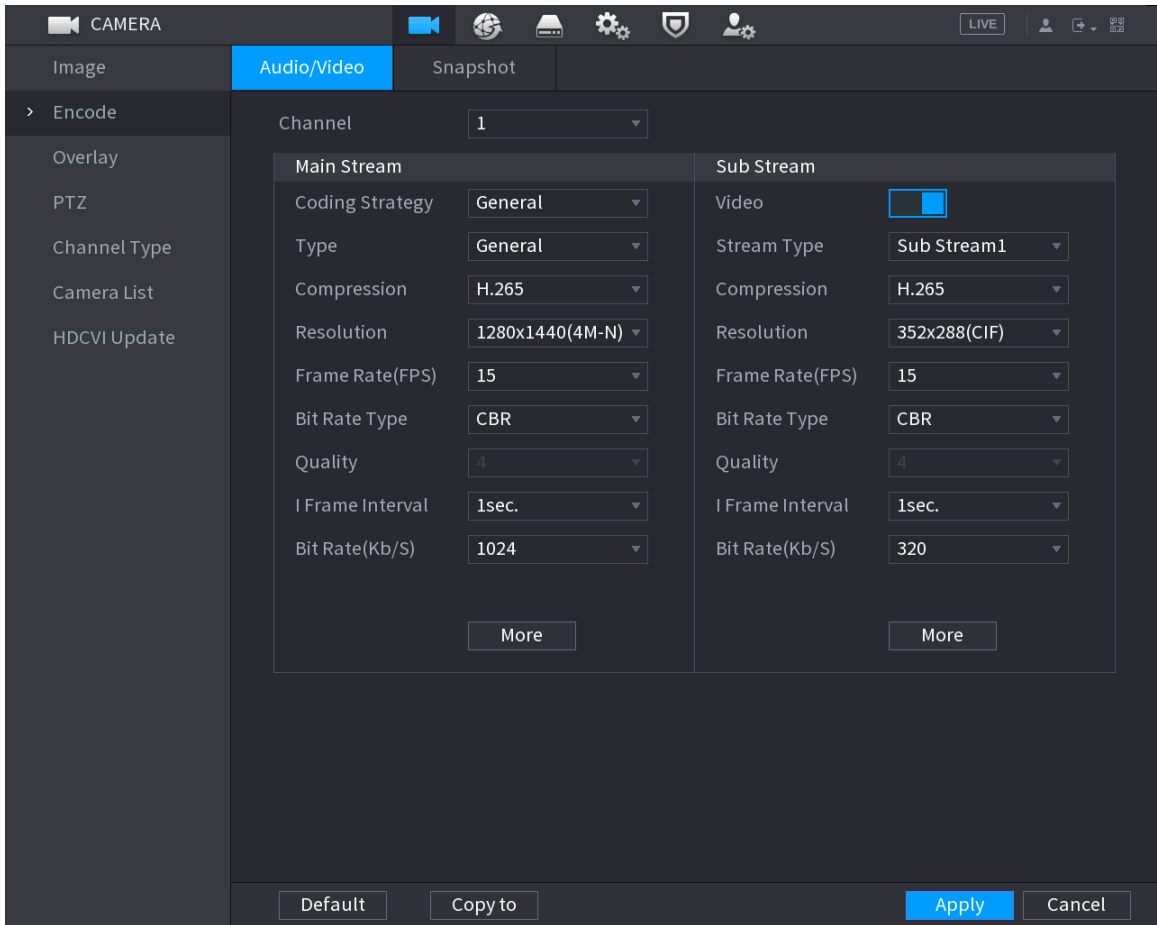 CAMERA
LIVE
Image
Audio/Video
Snapshot
Encode
Channel
1
Overlay
Main Stream
Sub Stream
PTZ
Coding Strategy
General
Video
Channel Type
Type
General
Stream Type
Sub Stream1
Camera List
Compression
H.265
Compression
H.265
HDCVI Update
Resolution
1280x1440(4M-N)
Resolution
352x288(CIF)
Frame Rate(FPS)
15
Frame Rate(FPS)
15
Bit Rate Type
CBR
Bit Rate Type
CBR
Quality
4
Quality
4
I Frame Interval
1sec.
I Frame Interval
1sec.
Bit Rate(Kb/S)
1024
Bit Rate(Kb/S)
320
More
More
Default
Copy to
Apply
Cancel